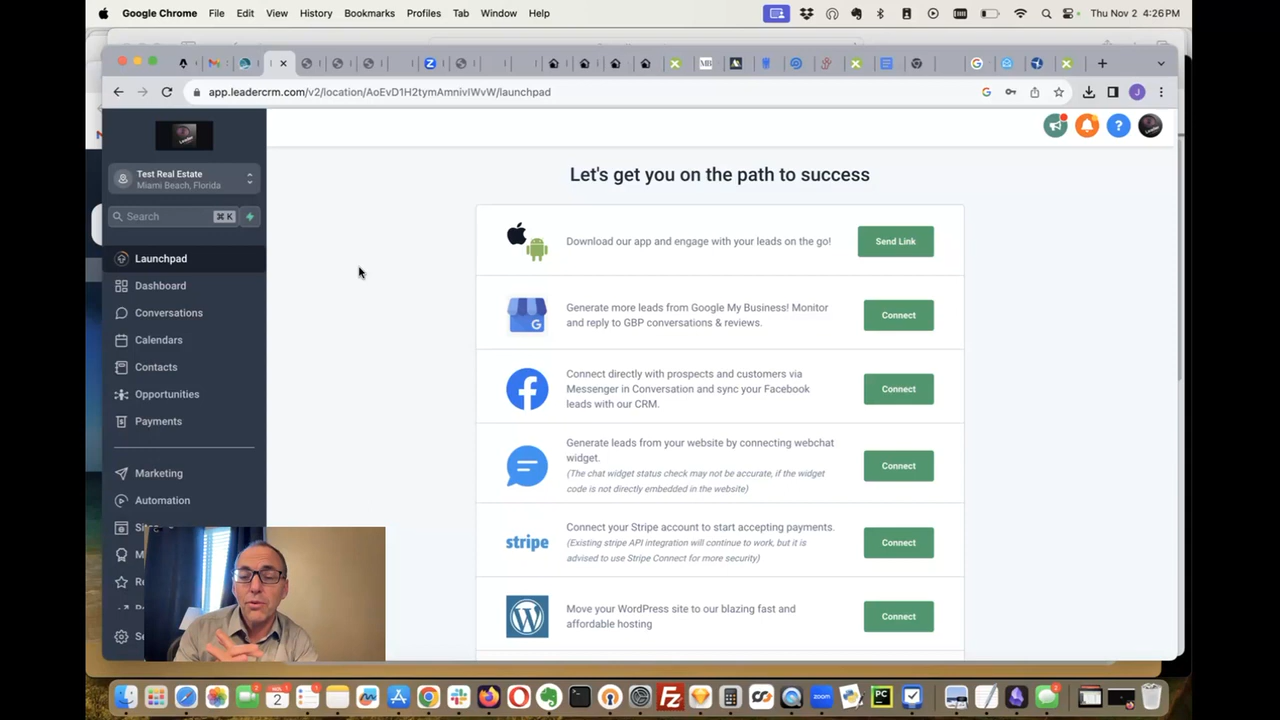 Google Chrome File Edit View History Bookmarks Profiles Tab Window Help Thu Nov 2 4:26 PM
app.leadercrm.com/v2/location/AoEvD1H2tymAmnivIWvW/launchpad
Test Real Estate
Miami Beach, Florida
Search ⌘ K
Launchpad
Dashboard
Conversations
Calendars
Contacts
Opportunities
Payments
Marketing
Automation
Let's get you on the path to success
Download our app and engage with your leads on the go!
Send Link
Generate more leads from Google My Business! Monitor
and reply to GBP conversations & reviews.
Connect
Connect directly with prospects and customers via
Messenger in Conversation and sync your Facebook
leads with our CRM.
Connect
Generate leads from your website by connecting webchat
widget.
(The chat widget status check may not be accurate, if the widget
code is not directly embedded in the website)
Connect
stripe
Connect your Stripe account to start accepting payments.
(Existing stripe API integration will continue to work, but it is
advised to use Stripe Connect for more security)
Connect
Move your WordPress site to our blazing fast and
affordable hosting
Connect
zoom
PC